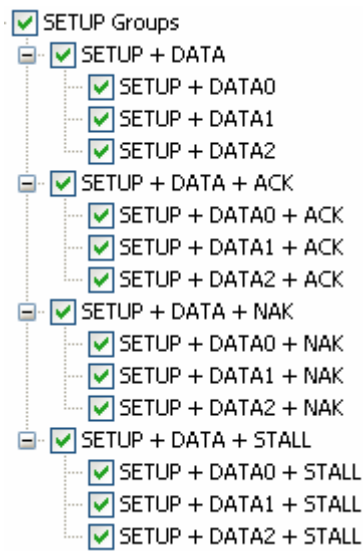 SETUP Groups
SETUP + DATA
SETUP + DATA0
SETUP + DATA1
SETUP + DATA2
SETUP + DATA + ACK
SETUP + DATA0 + ACK
SETUP + DATA1 + ACK
SETUP + DATA2 + ACK
SETUP + DATA + NAK
SETUP + DATA0 + NAK
SETUP + DATA1 + NAK
SETUP + DATA2 + NAK
SETUP + DATA + STALL
SETUP + DATA0 + STALL
SETUP + DATA1 + STALL
SETUP + DATA2 + STALL